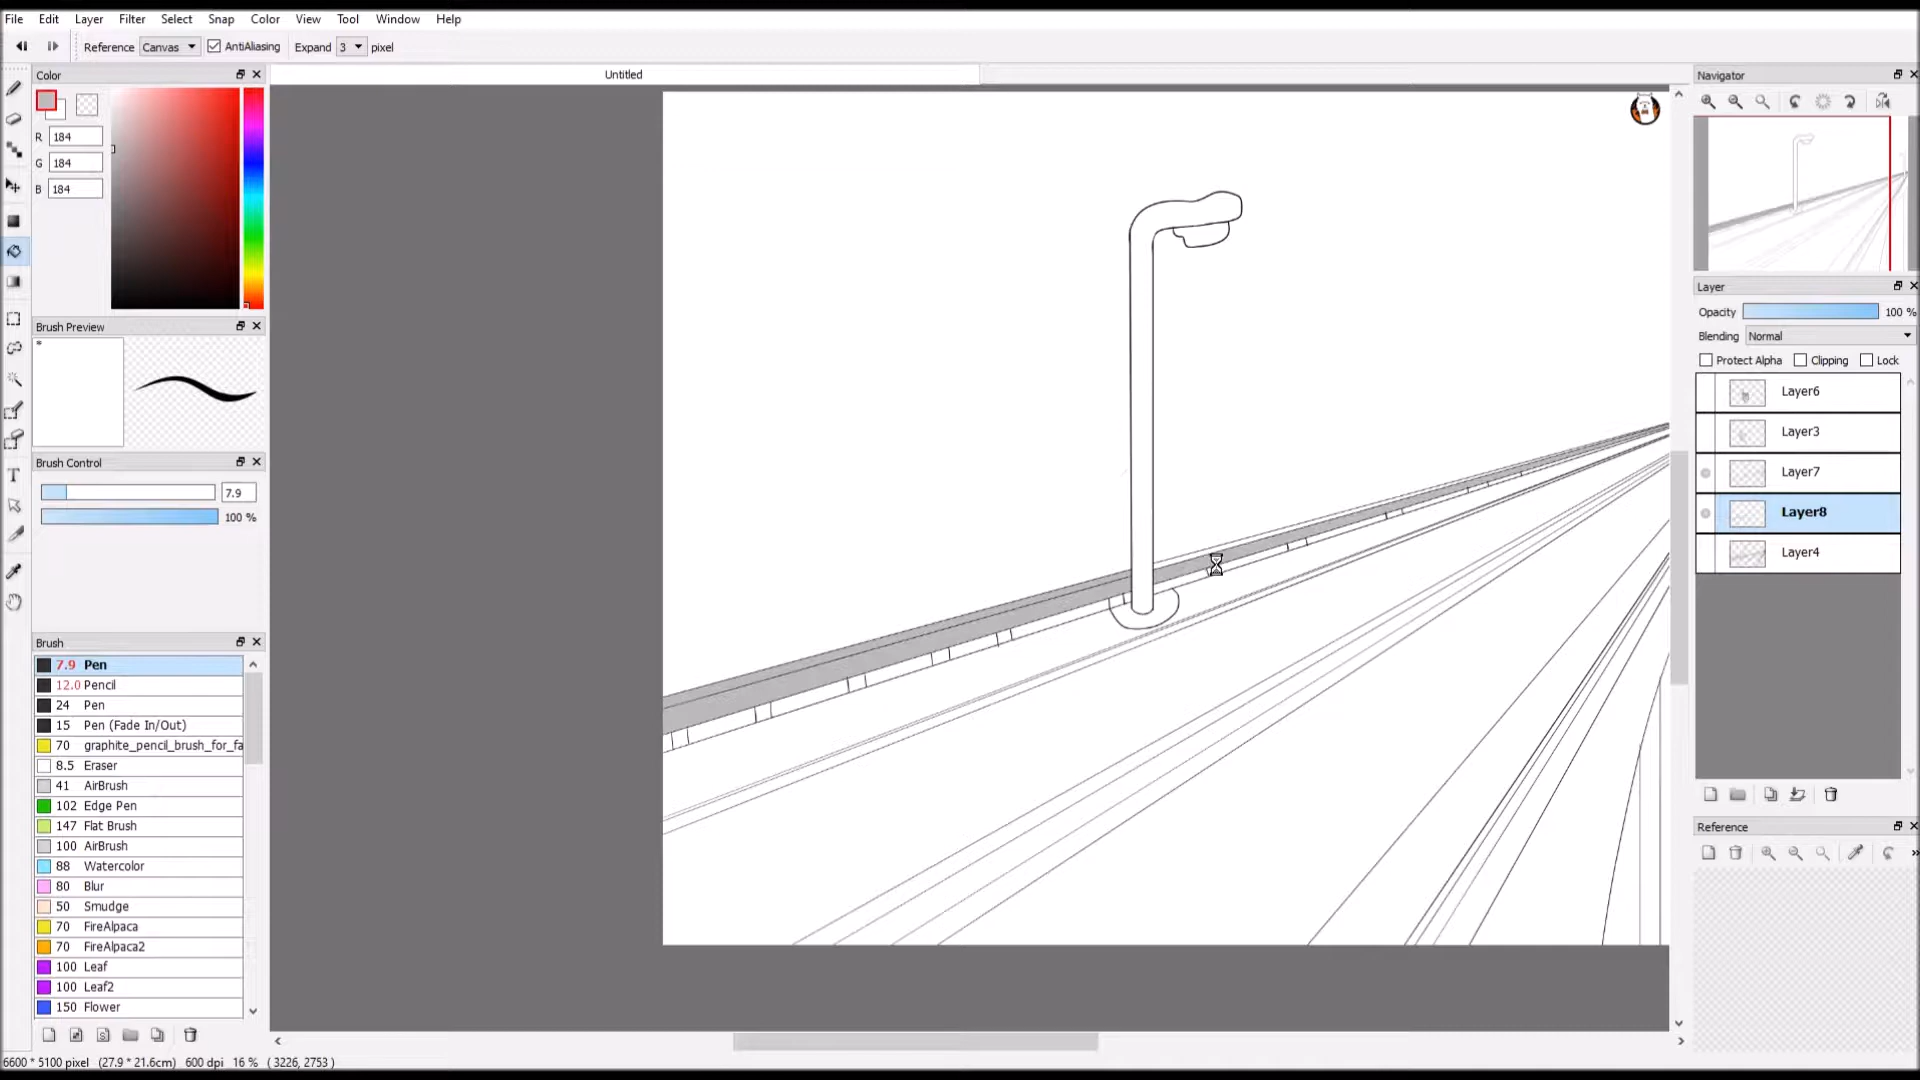 File Edit Layer Filter Select Snap Color View Tool Window Help
Reference Canvas AntiAliasing Expand 3 pixel
Color
R 184
G 184
B 184
Brush Preview
*
Brush Control
7.9
100 %
Brush
7.9 Pen
12.0 Pencil
24 Pen
15 Pen (Fade In/Out)
70 graphite_pencil_brush_for_fa
8.5 Eraser
41 AirBrush
102 Edge Pen
147 Flat Brush
100 AirBrush
88 Watercolor
80 Blur
50 Smudge
70 FireAlpaca
70 FireAlpaca2
100 Leaf
100 Leaf2
150 Flower
Untitled
Navigator
Layer
Opacity 100 %
Blending Normal
Protect Alpha Clipping Lock
Layer6
Layer3
Layer7
Layer8
Layer4
Reference
6600 * 5100 pixel (27.9 * 21.6cm) 600 dpi 16 % ( 3226, 2753 )